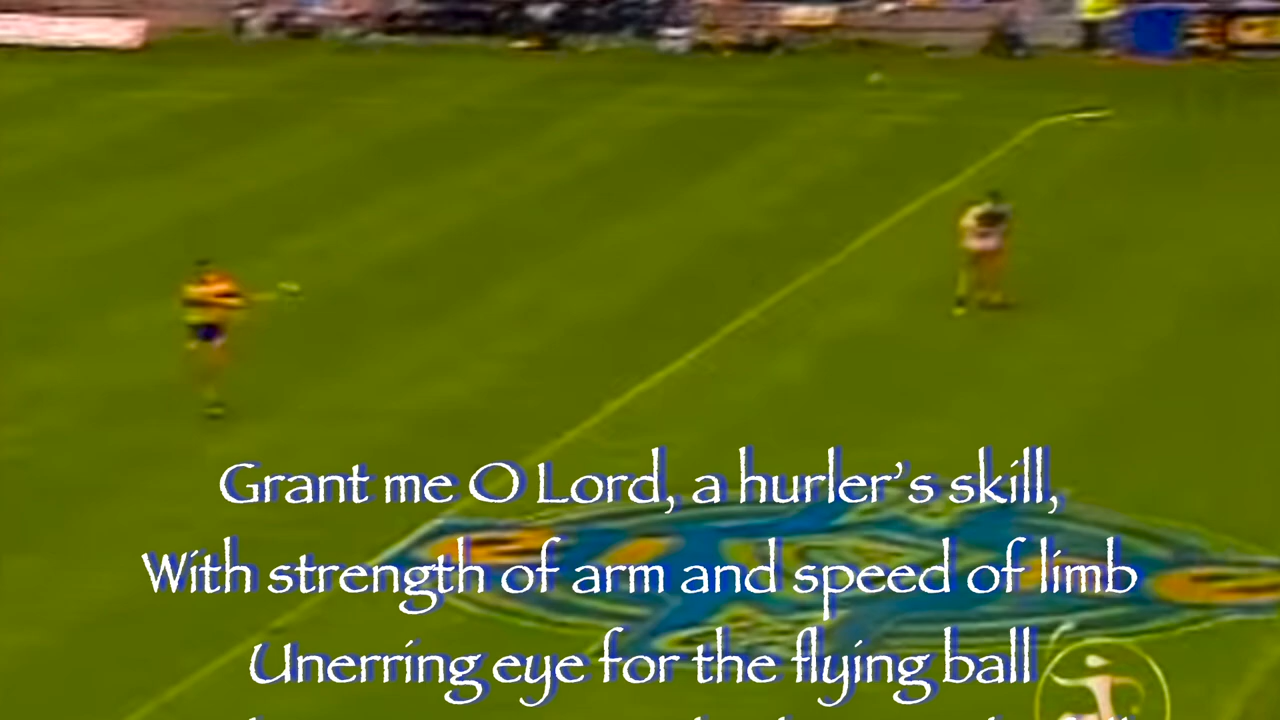 Grant me O Lord, a hurler's skill,
With strength of arm and speed of limb
Unerring eye for the flying ball